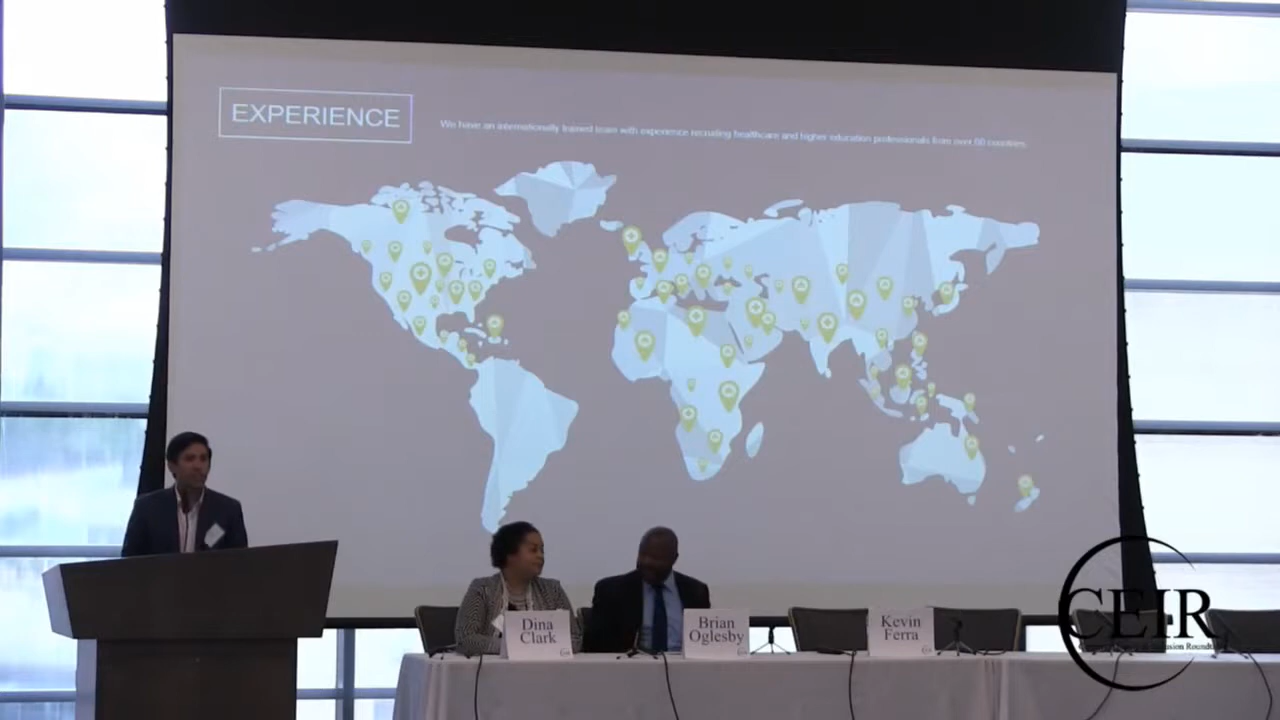 EXPERIENCE
We have an internationally trained team with experience recruiting healthcare and higher education professionals from over 60 countries.
Dina
Clark
Brian
Oglesby
Kevin
Ferra
CEIR